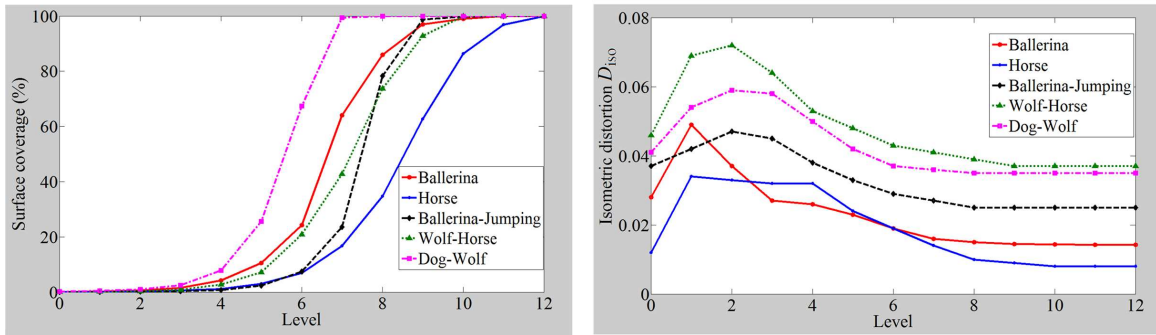 Surface coverage (%)
100
80
60
40
20
0
0 2 4 6 8 10 12
Level
Ballerina
Horse
Ballerina-Jumping
Wolf-Horse
Dog-Wolf
Isometric distortion Diso
0.08
0.06
0.04
0.02
0.00
0 2 4 6 8 10 12
Level
Ballerina
Horse
Ballerina-Jumping
Wolf-Horse
Dog-Wolf